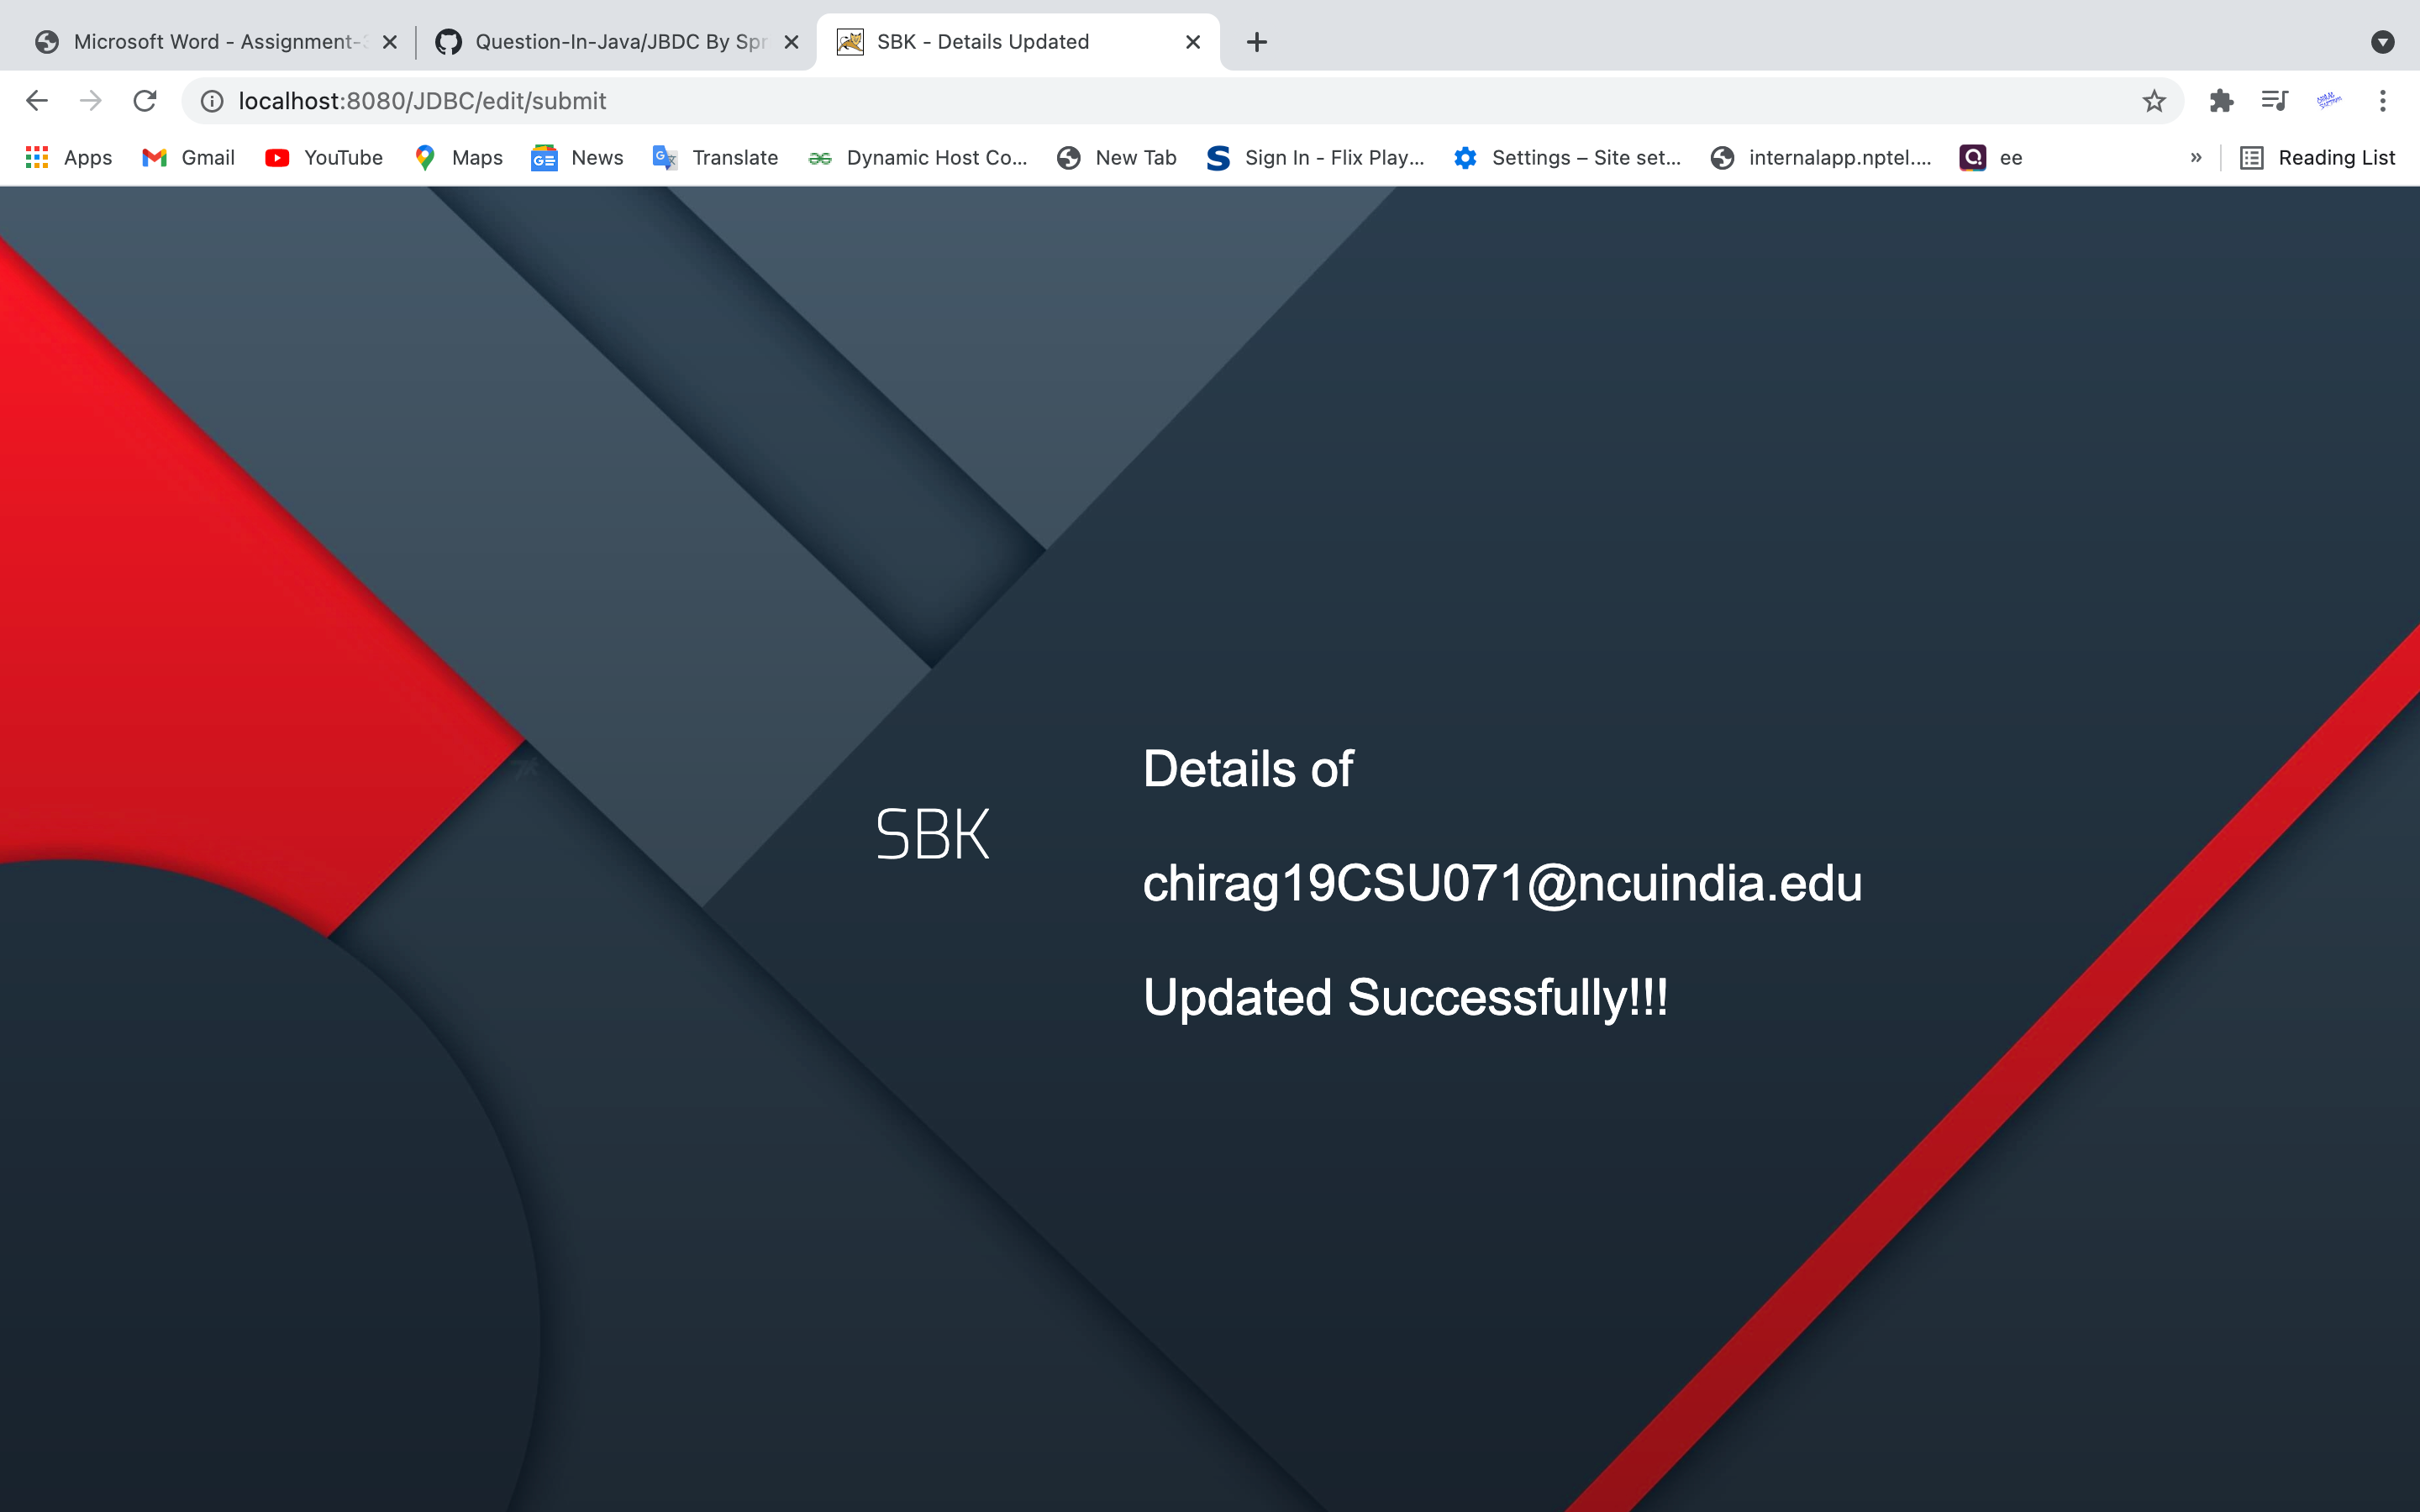 Microsoft Word - Assignment-
Question-In-Java/JBDC By Spr
SBK - Details Updated
localhost:8080/JDBC/edit/submit
Apps Gmail YouTube Maps News Translate Dynamic Host Co... New Tab Sign In - Flix Play... Settings – Site set... internalapp.nptel.... ee » Reading List
Details of
SBK
chirag19CSU071@ncuindia.edu
Updated Successfully!!!